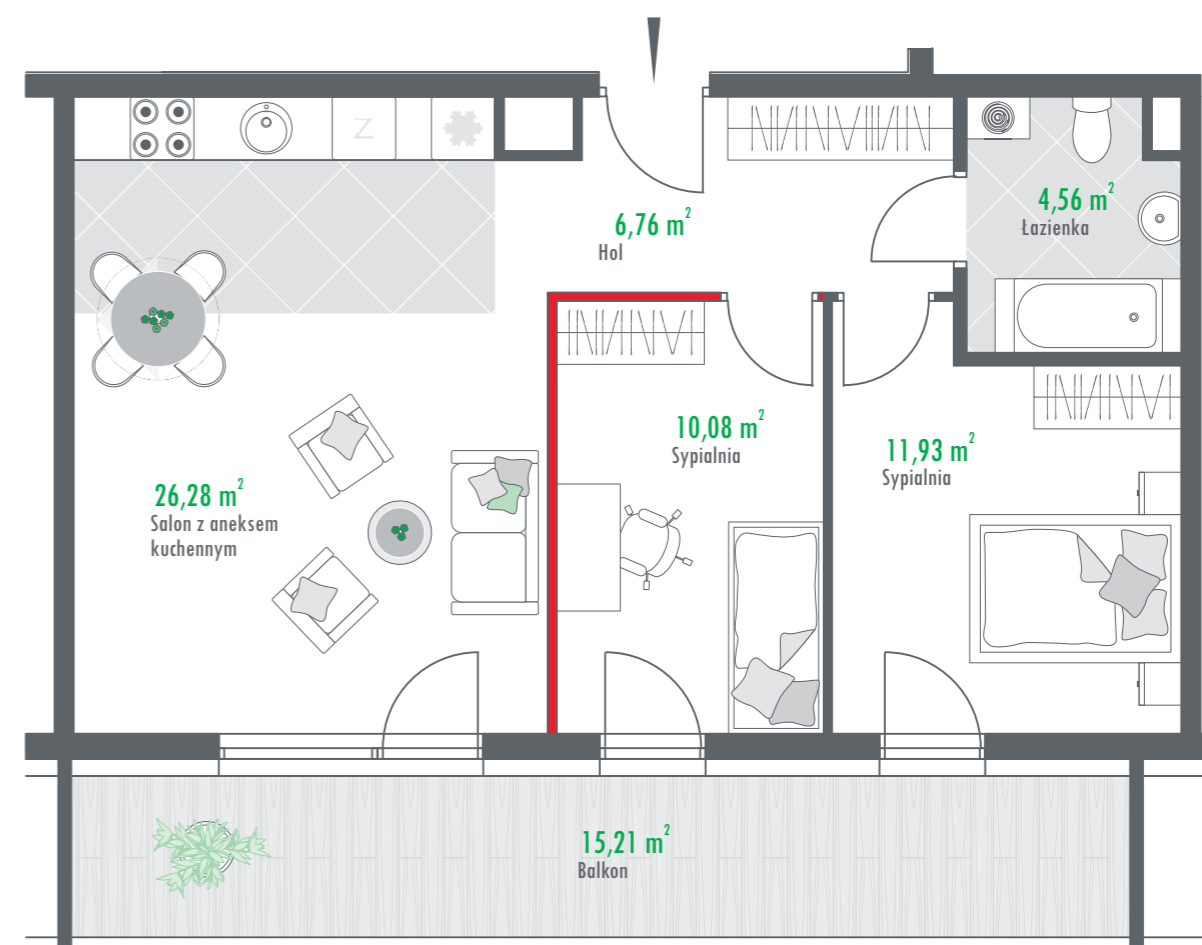 Z
6,76 m²
Hol
4,56 m²
Łazienka
10,08 m²
Sypialnia
11,93 m²
Sypialnia
26,28 m²
Salon z aneksem
kuchennym
15,21 m²
Balkon